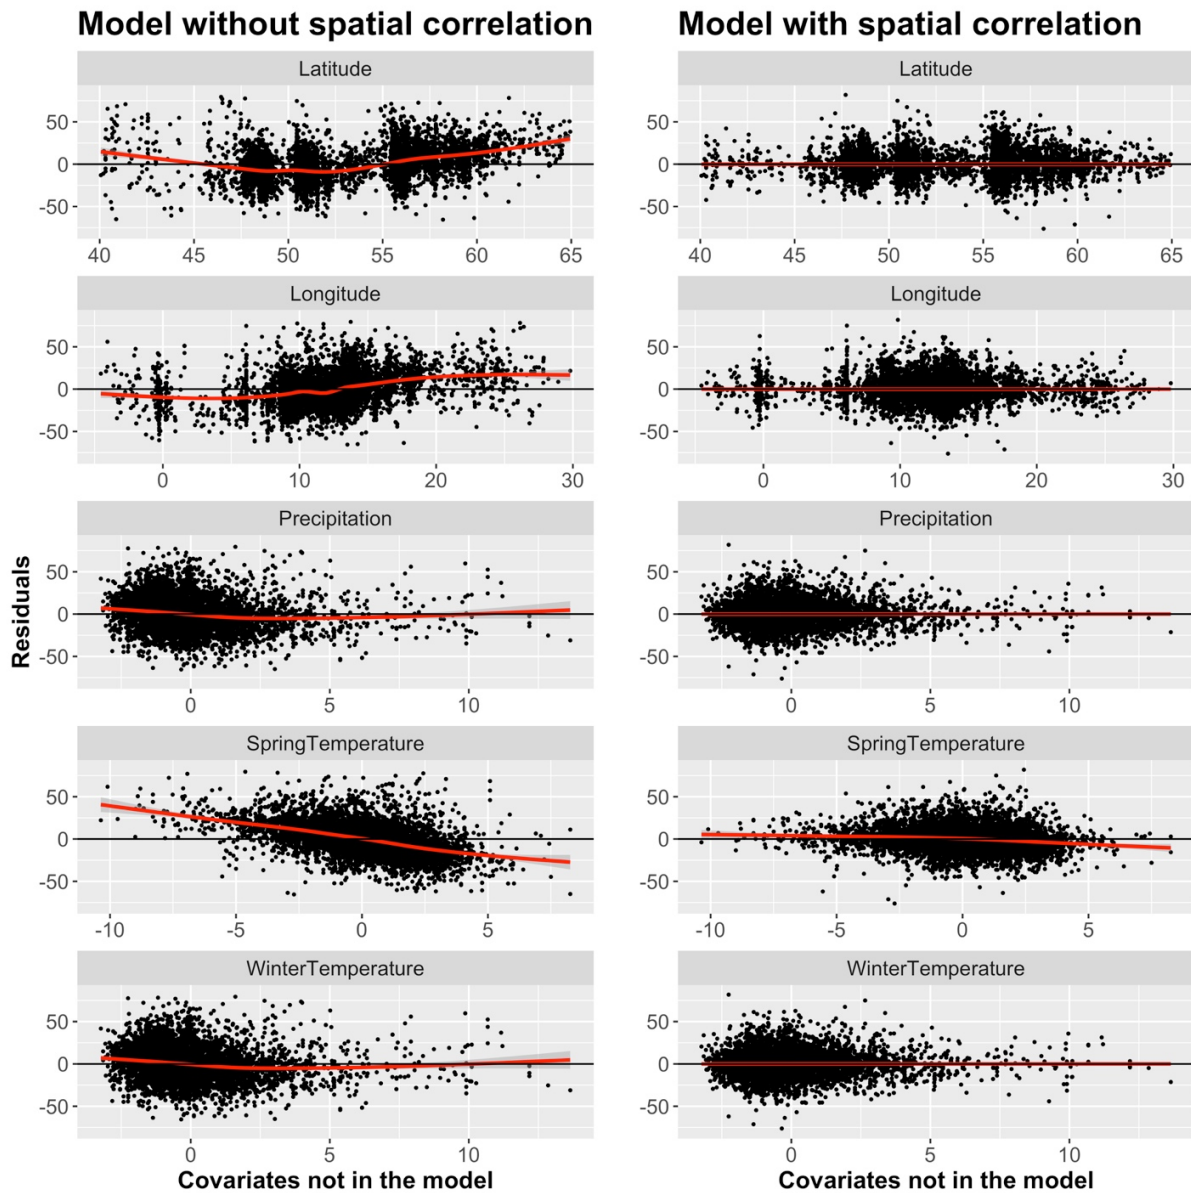 Model without spatial correlation
Model with spatial correlation
Latitude
Latitude
50
0
-50
40 45 50 55 60 65
40 45 50 55 60 65
50
0
-50
Longitude
Longitude
50
0
-50
0 10 20 30
0 10 20 30
50
0
-50
Precipitation
Precipitation
Residuals
50
0
-50
0 5 10
0 5 10
50
0
-50
SpringTemperature
SpringTemperature
50
0
-50
-10 -5 0 5
-10 -5 0 5
50
0
-50
WinterTemperature
WinterTemperature
50
0
-50
0 5 10
0 5 10
50
0
-50
Covariates not in the model
Covariates not in the model